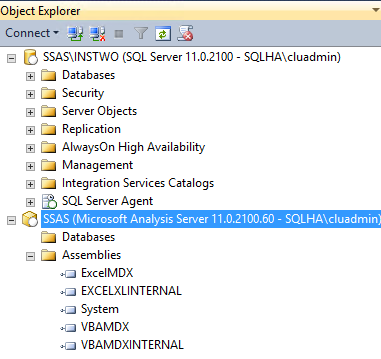 Object Explorer
Connect
SSAS\INSTWO (SQL Server 11.0.2100 - SQLHA\cluadmin)
Databases
Security
Server Objects
Replication
AlwaysOn High Availability
Management
Integration Services Catalogs
SQL Server Agent
SSAS (Microsoft Analysis Server 11.0.2100.60 - SQLHA\cluadmin)
Databases
Assemblies
ExcelMDX
EXCELXLINTERNAL
System
VBAMDX
VBAMDXINTERNAL